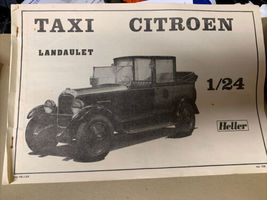 TAXI CITROEN
LANDAULET
1/24
Heller